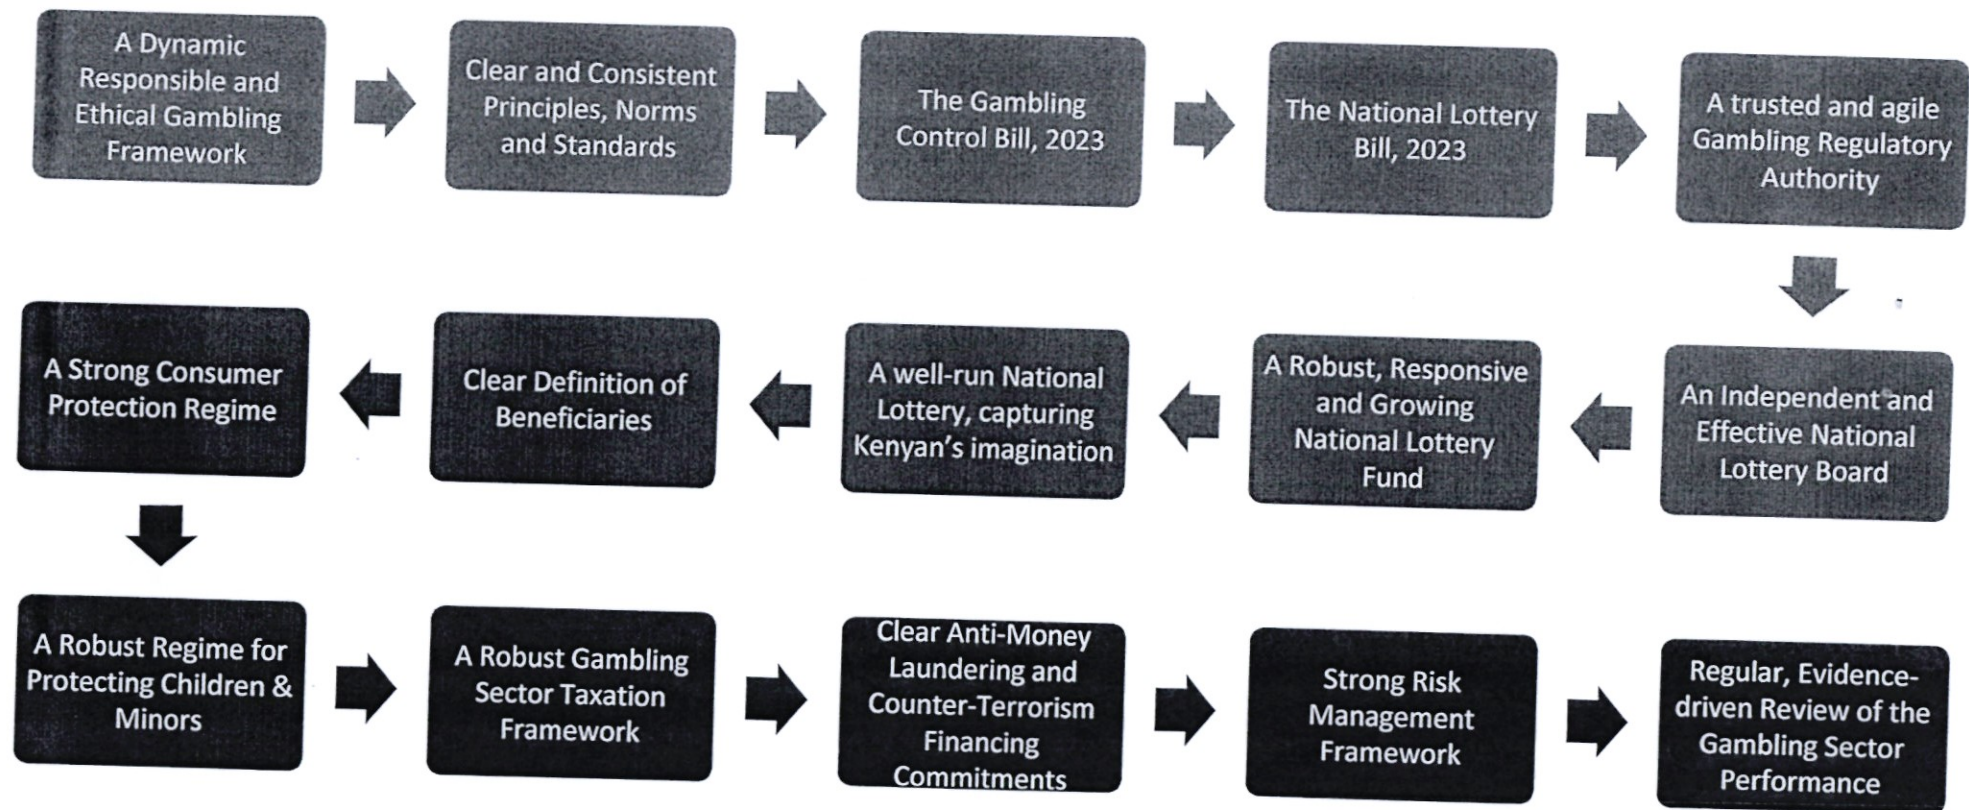 A Dynamic
Responsible and
Ethical Gambling
Framework
Clear and Consistent
Principles, Norms
and Standards
The Gambling
Control Bill, 2023
The National Lottery
Bill, 2023
A trusted and agile
Gambling Regulatory
Authority
An Independent and
Effective National
Lottery Board
A Robust, Responsive
and Growing
National Lottery
Fund
A well-run National
Lottery, capturing
Kenyan's imagination
Clear Definition of
Beneficiaries
A Strong Consumer
Protection Regime
A Robust Regime for
Protecting Children &
Minors
A Robust Gambling
Sector Taxation
Framework
Clear Anti-Money
Laundering and
Counter-Terrorism
Financing
Commitments
Strong Risk
Management
Framework
Regular, Evidence-
driven Review of the
Gambling Sector
Performance